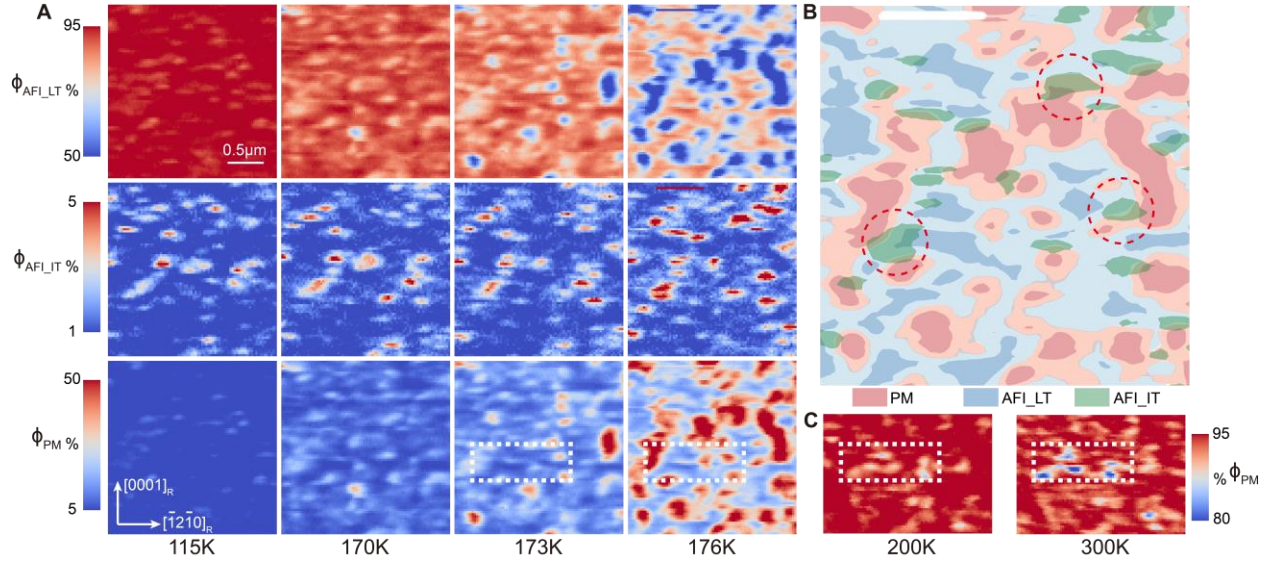 A
B
95
ϕAFI_LT %
50
0.5μm
5
ϕAFI_IT %
1
50
ϕPM %
5
[0001]R
[1̅21̅0]R
115K
170K
173K
176K
PM
AFI_LT
AFI_IT
C
95
% ϕPM
80
200K
300K